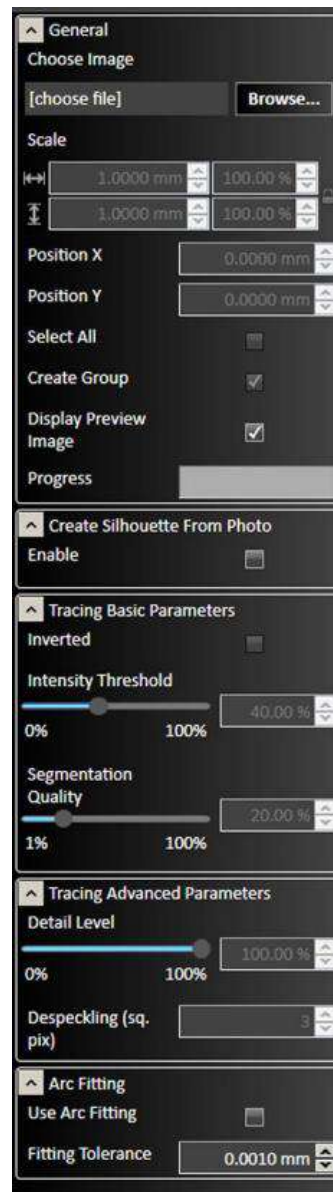 General
Choose Image
[choose file] Browse...
Scale
1.0000 mm 100.00 %
1.0000 mm 100.00 %
Position X 0.0000 mm
Position Y 0.0000 mm
Select All
Create Group
Display Preview
Image
Progress
Create Silhouette From Photo
Enable
Tracing Basic Parameters
Inverted
Intensity Threshold
40.00 %
0% 100%
Segmentation
Quality
20.00 %
1% 100%
Tracing Advanced Parameters
Detail Level
100.00 %
0% 100%
Despeckling (sq. 3
pix)
Arc Fitting
Use Arc Fitting
Fitting Tolerance 0.0010 mm